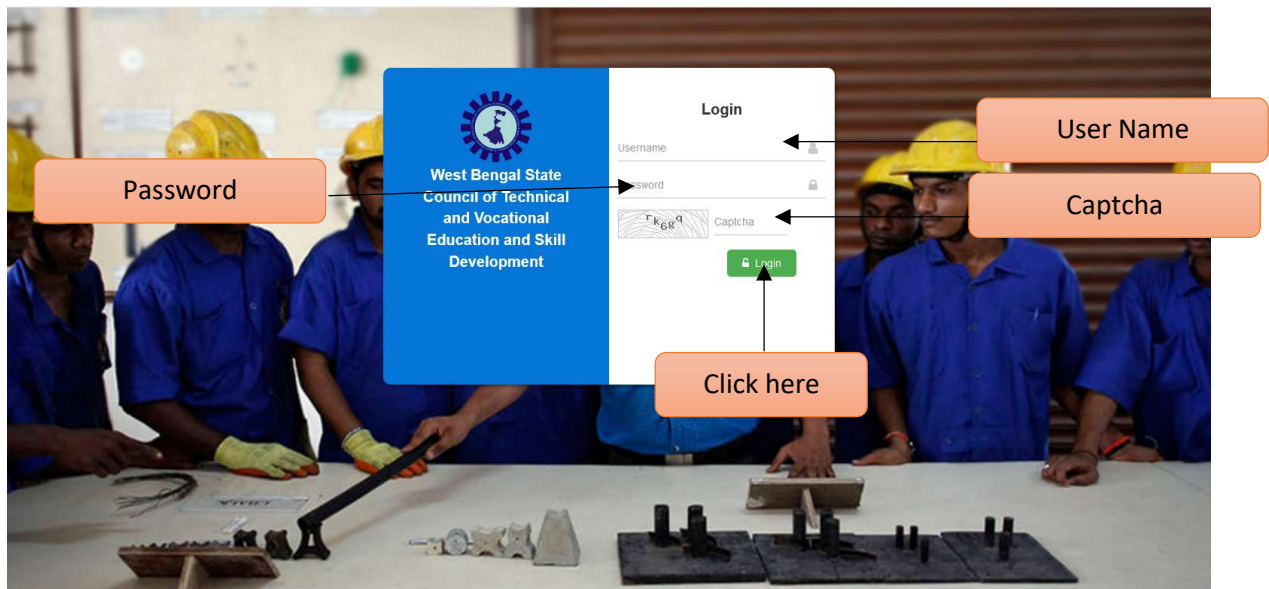 Login
User Name
Username
West Bengal State
Council of Technical
and Vocational
Education and Skill
Development
Password
Password
Captcha
rk6gq
Captcha
Login
Click here